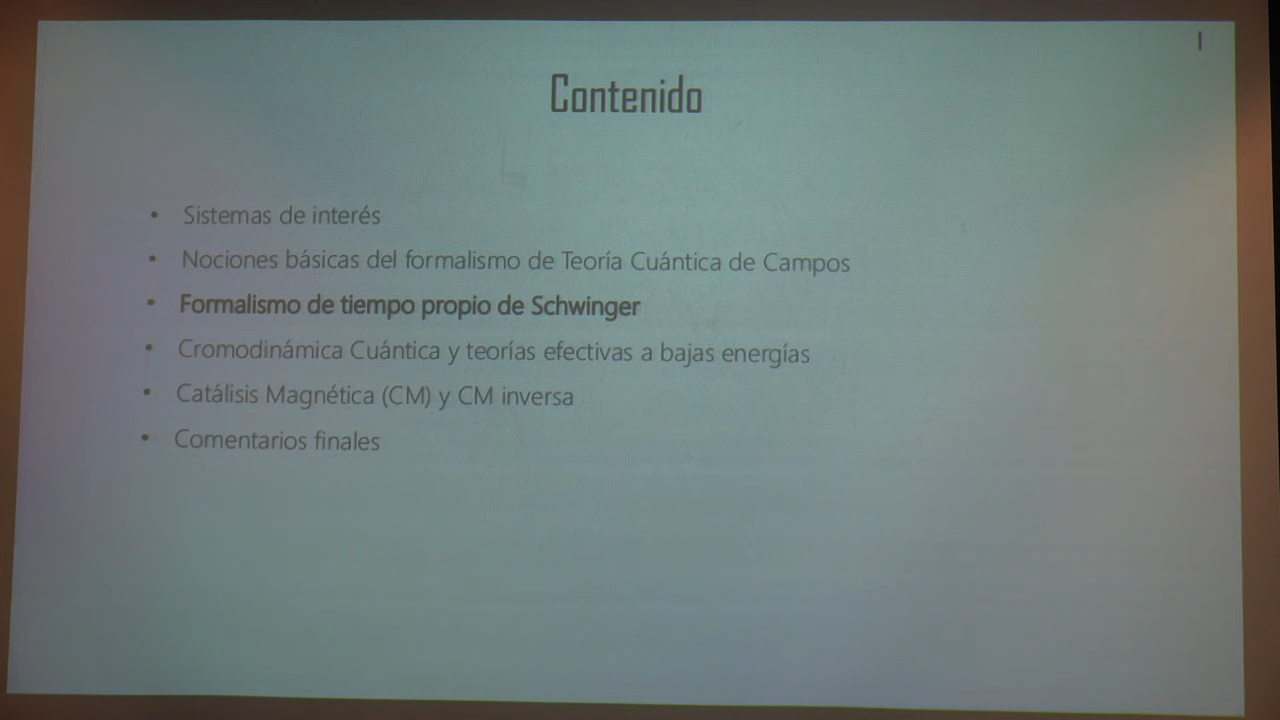 Contenido
• Sistemas de interés
• Nociones básicas del formalismo de Teoría Cuántica de Campos
• Formalismo de tiempo propio de Schwinger
• Cromodinámica Cuántica y teorías efectivas a bajas energías
• Catálisis Magnética (CM) y CM inversa
• Comentarios finales